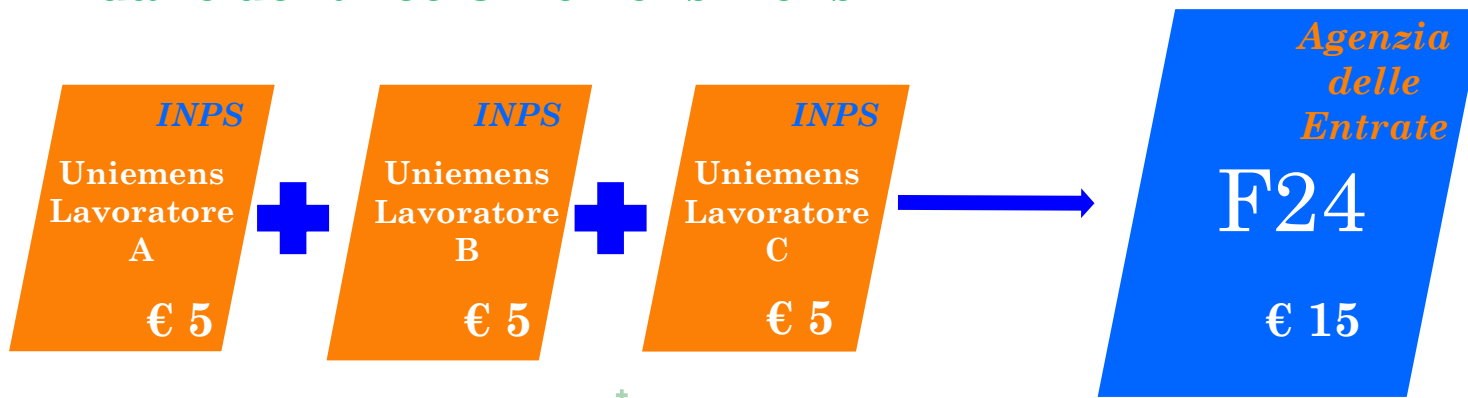 INPS
Uniemens
Lavoratore
A
€ 5
INPS
Uniemens
Lavoratore
B
€ 5
INPS
Uniemens
Lavoratore
C
€ 5
Agenzia
delle
Entrate
F24
€ 15